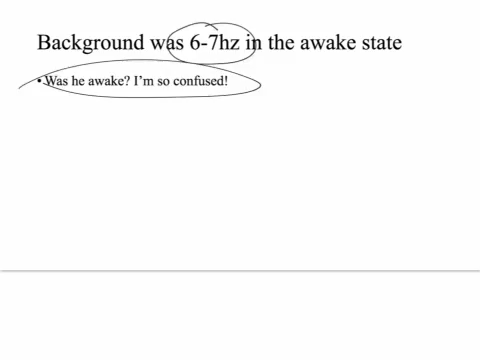 Background was 6-7hz in the awake state
• Was he awake? I'm so confused!